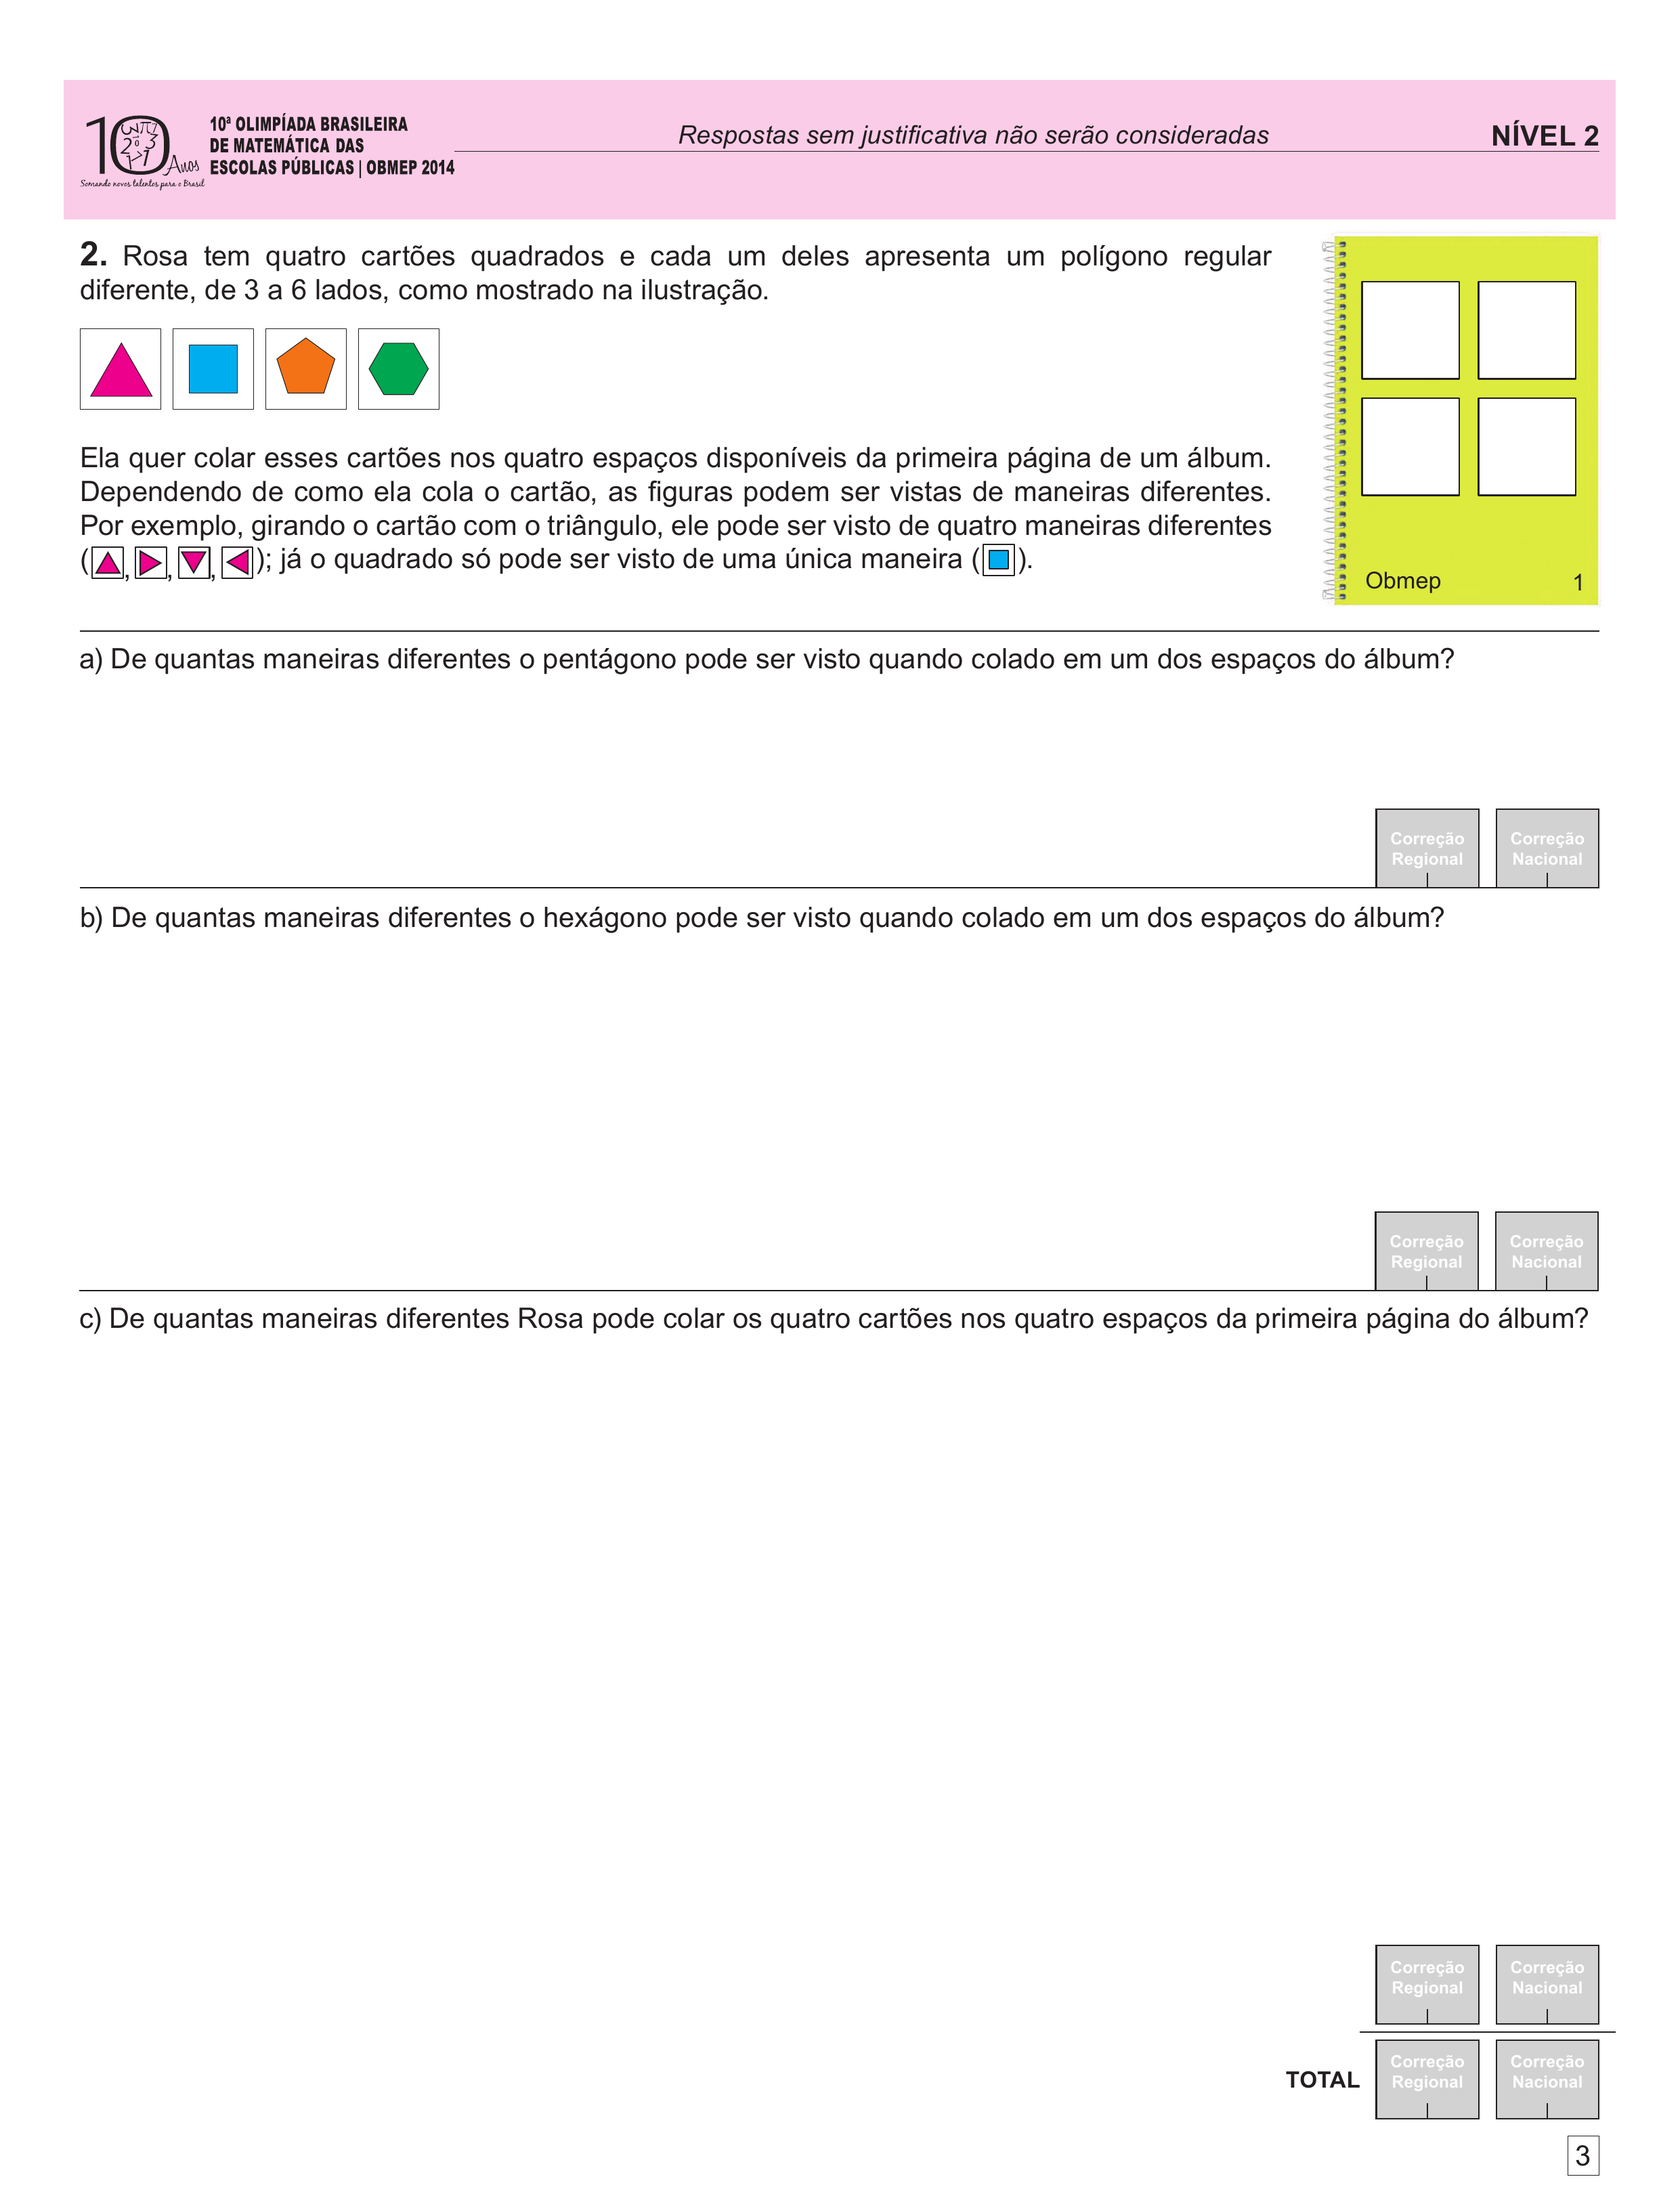 10 Anos
Somando novos talentos para o Brasil
10ª OLIMPÍADA BRASILEIRA
DE MATEMÁTICA DAS
ESCOLAS PÚBLICAS | OBMEP 2014
Respostas sem justificativa não serão consideradas
NÍVEL 2
2. Rosa tem quatro cartões quadrados e cada um deles apresenta um polígono regular
diferente, de 3 a 6 lados, como mostrado na ilustração.
Ela quer colar esses cartões nos quatro espaços disponíveis da primeira página de um álbum.
Dependendo de como ela cola o cartão, as figuras podem ser vistas de maneiras diferentes.
Por exemplo, girando o cartão com o triângulo, ele pode ser visto de quatro maneiras diferentes
( , , , ); já o quadrado só pode ser visto de uma única maneira ( ).
Obmep 1
a) De quantas maneiras diferentes o pentágono pode ser visto quando colado em um dos espaços do álbum?
Correção Regional
Correção Nacional
b) De quantas maneiras diferentes o hexágono pode ser visto quando colado em um dos espaços do álbum?
Correção Regional
Correção Nacional
c) De quantas maneiras diferentes Rosa pode colar os quatro cartões nos quatro espaços da primeira página do álbum?
Correção Regional
Correção Nacional
TOTAL
Correção Regional
Correção Nacional
3